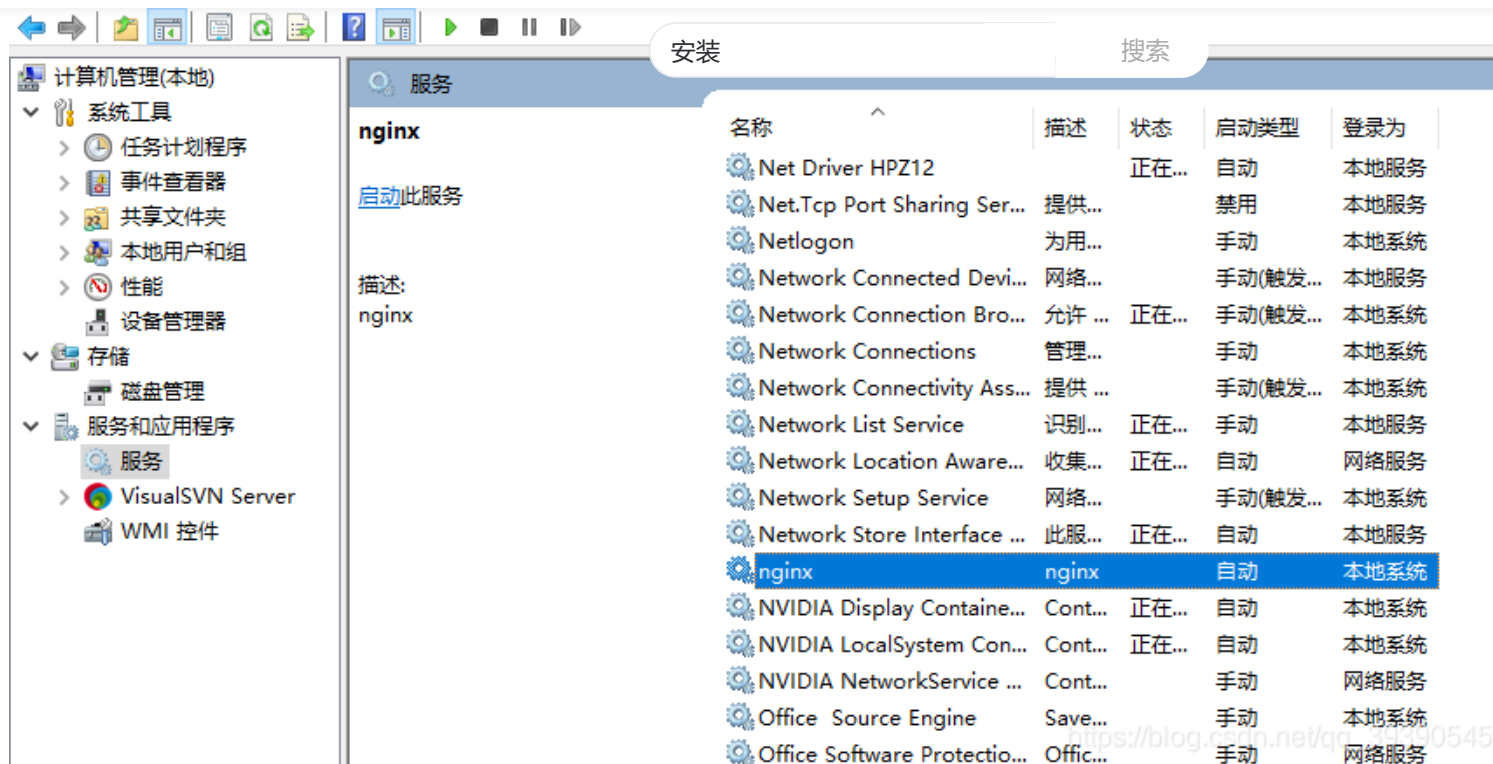 安装 搜索
计算机管理(本地)
系统工具
任务计划程序
事件查看器
共享文件夹
本地用户和组
性能
设备管理器
存储
磁盘管理
服务和应用程序
服务
VisualSVN Server
WMI 控件
服务
nginx
启动此服务
描述:
nginx
名称 描述 状态 启动类型 登录为
Net Driver HPZ12 正在... 自动 本地服务
Net.Tcp Port Sharing Ser... 提供... 禁用 本地服务
Netlogon 为用... 手动 本地系统
Network Connected Devi... 网络... 手动(触发... 本地服务
Network Connection Bro... 允许 ... 正在... 手动(触发... 本地系统
Network Connections 管理... 手动 本地系统
Network Connectivity Ass... 提供 ... 手动(触发... 本地系统
Network List Service 识别... 正在... 手动 本地服务
Network Location Aware... 收集... 正在... 自动 网络服务
Network Setup Service 网络... 手动(触发... 本地系统
Network Store Interface ... 此服... 正在... 自动 本地服务
nginx nginx 自动 本地系统
NVIDIA Display Containe... Cont... 正在... 自动 本地系统
NVIDIA LocalSystem Con... Cont... 正在... 自动 本地系统
NVIDIA NetworkService ... Cont... 手动 网络服务
Office  Source Engine Save... 手动 本地系统
Office Software Protectio... Offic... 手动 网络服务
https://blog.csdn.net/qq_39390545